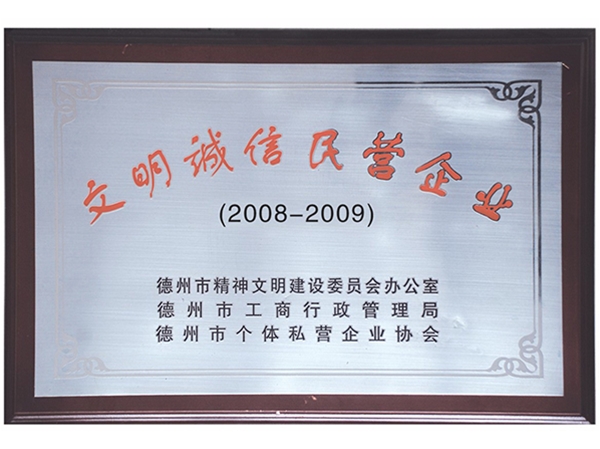 文明诚信民营企业
(2008-2009)
德州市精神文明建设委员会办公室
德州市工商行政管理局
德州市个体私营企业协会